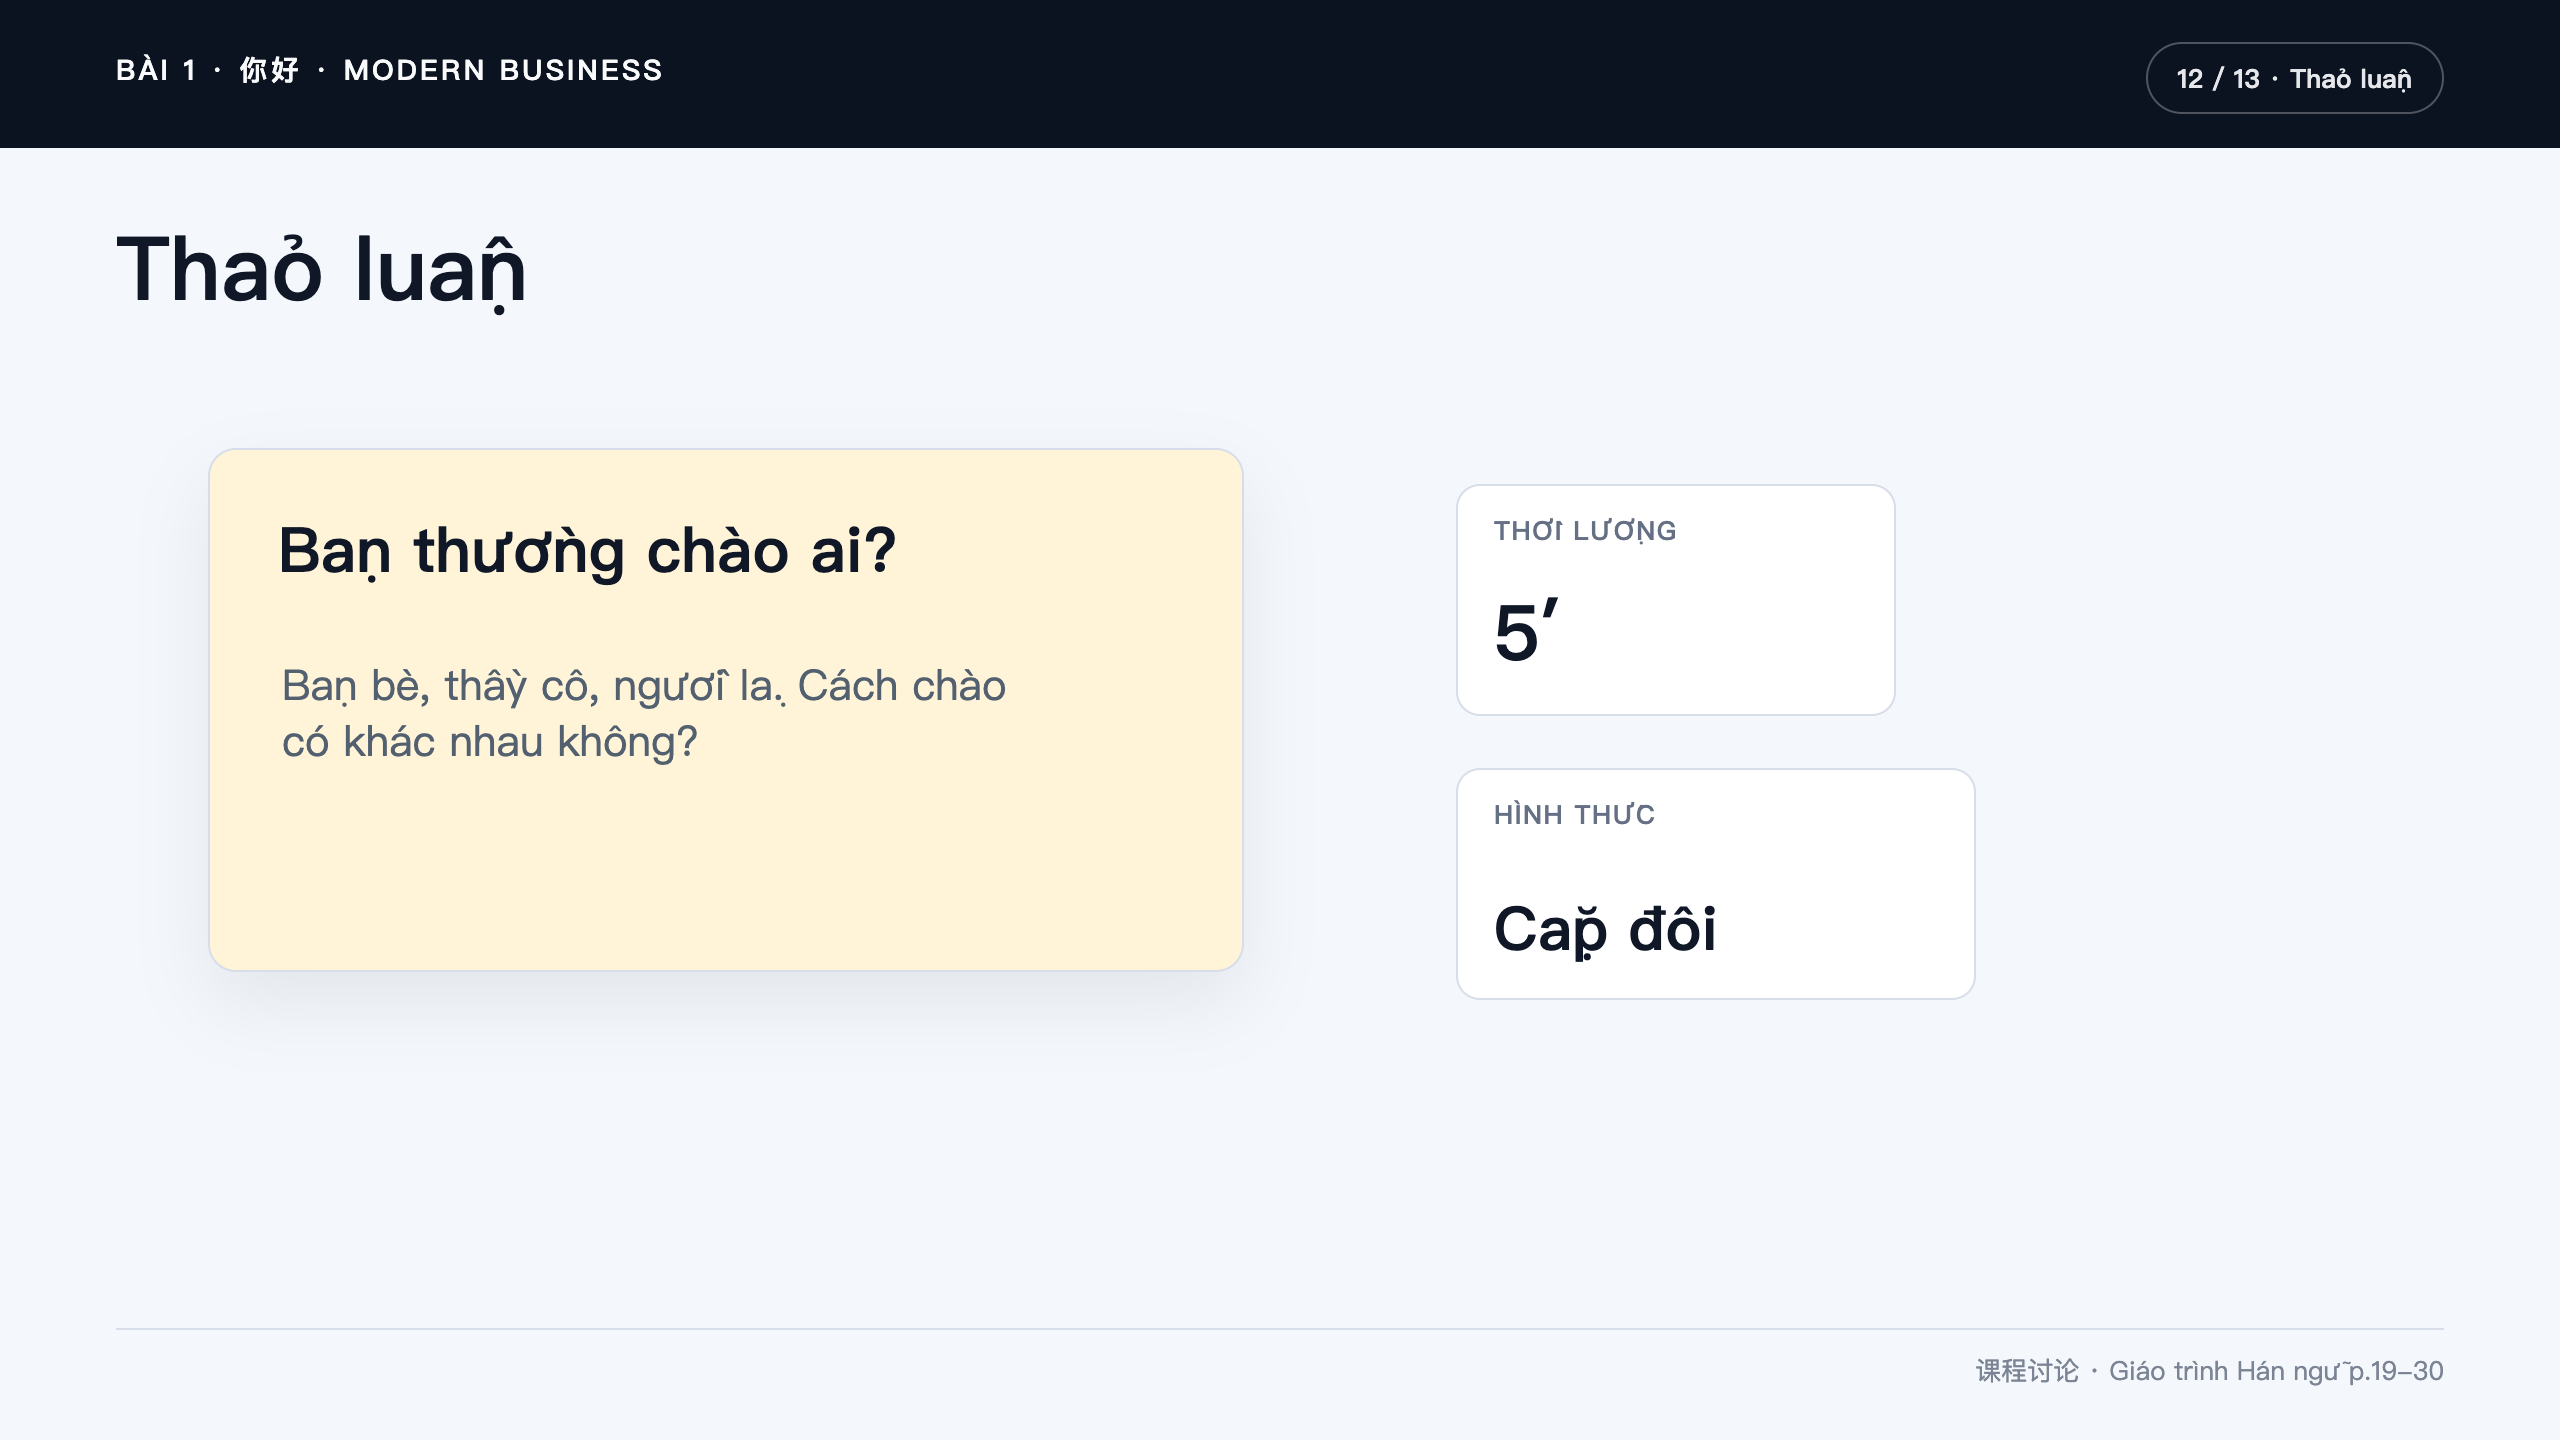 BÀI 1 · 你好 · MODERN BUSINESS
12 / 13 · Thảo luận
Thảo luận
Bạn thường chào ai?
Bạn bè, thầy cô, người lạ. Cách chào
có khác nhau không?
THỜI LƯỢNG
5′
HÌNH THỨC
Cặp đôi
课程讨论 · Giáo trình Hán ngữ p.19–30